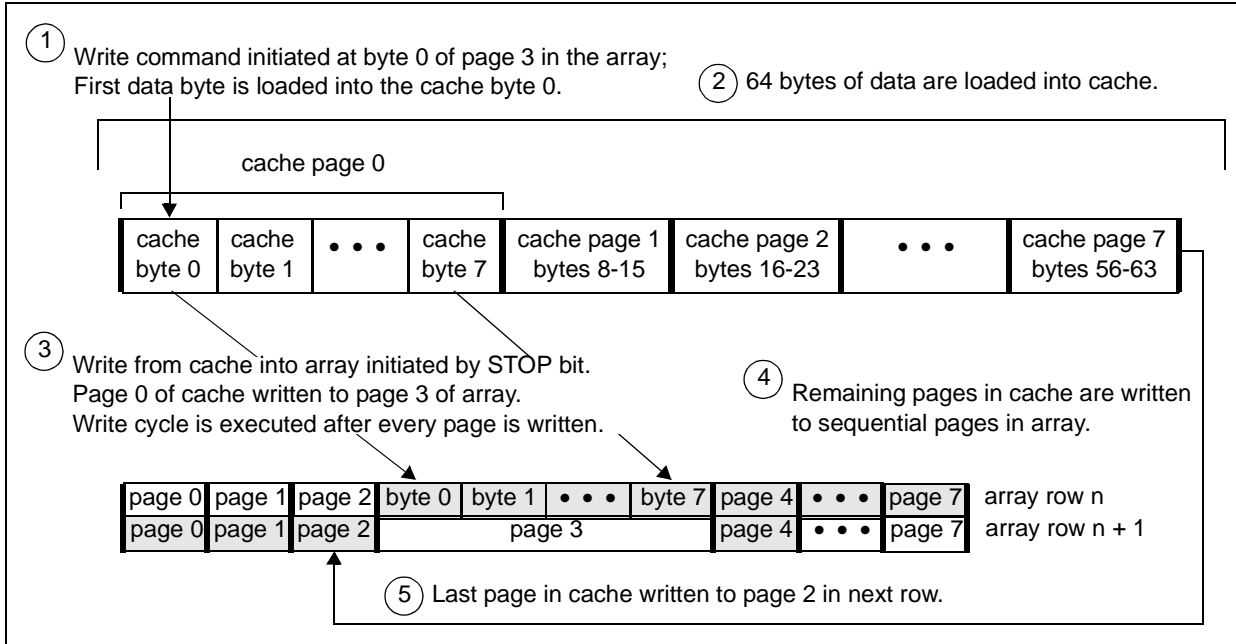 1 Write command initiated at byte 0 of page 3 in the array;
First data byte is loaded into the cache byte 0.
2 64 bytes of data are loaded into cache.
cache page 0
cache byte 0 cache byte 1 • • • cache byte 7 cache page 1 bytes 8-15 cache page 2 bytes 16-23 • • • cache page 7 bytes 56-63
3 Write from cache into array initiated by STOP bit.
Page 0 of cache written to page 3 of array.
Write cycle is executed after every page is written.
4 Remaining pages in cache are written
to sequential pages in array.
page 0 page 1 page 2 byte 0 byte 1 • • • byte 7 page 4 • • • page 7 array row n
page 0 page 1 page 2 page 3 page 4 • • • page 7 array row n + 1
5 Last page in cache written to page 2 in next row.